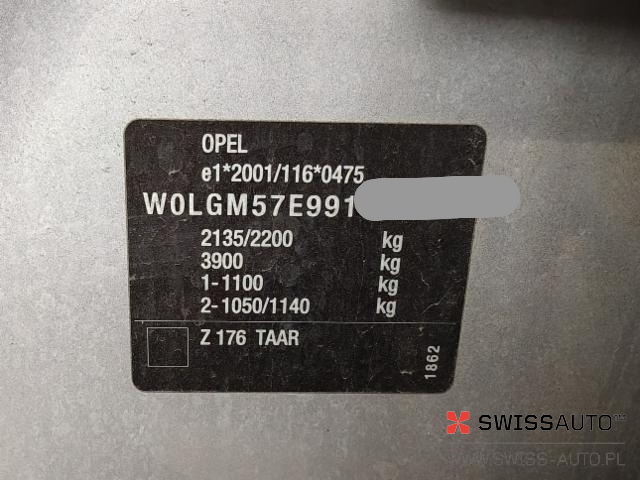 OPEL
e1*2001/116*0475
W0LGM57E991
2135/2200 kg
3900 kg
1-1100 kg
2-1050/1140 kg
Z 176 TAAR
1862
SWISSAUTO
WWW.SWISS-AUTO.PL